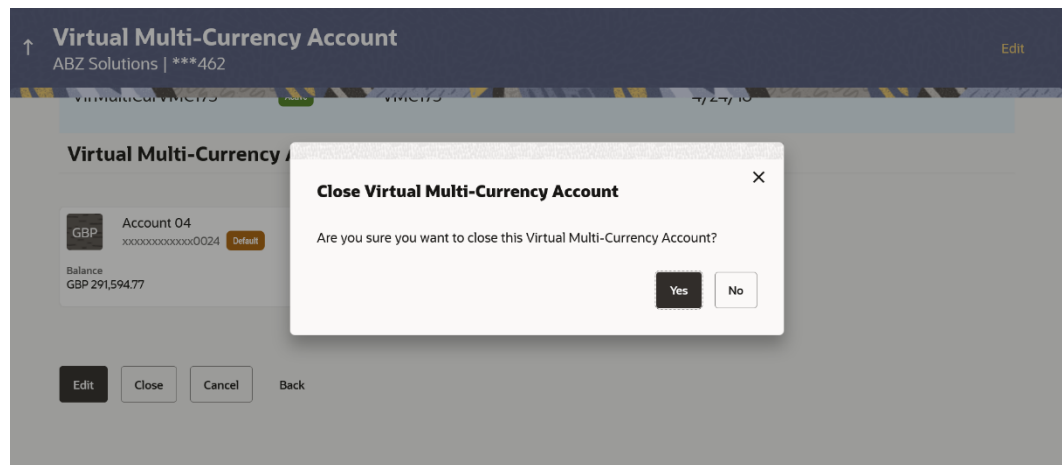 Virtual Multi-Currency Account
ABZ Solutions | ***462
Edit
Virtual Multi-Currency
Close Virtual Multi-Currency Account
Are you sure you want to close this Virtual Multi-Currency Account?
Yes
No
GBP
Account 04
xxxxxxxxxxxx0024 Default
Balance
GBP 291,594.77
Edit Close Cancel Back